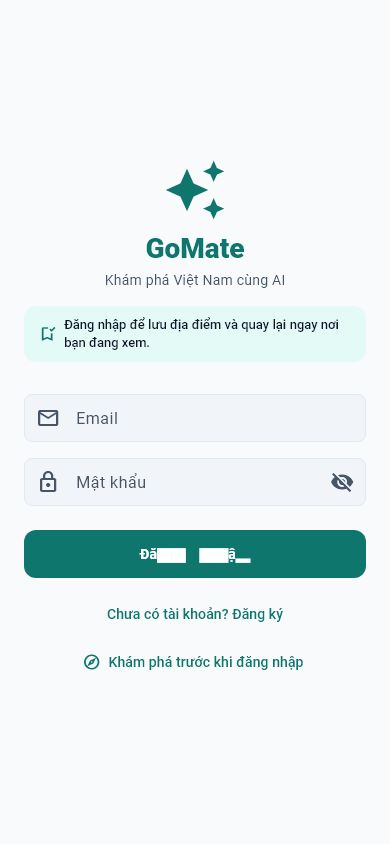 GoMate
Khám phá Việt Nam cùng AI
Đăng nhập để lưu địa điểm và quay lại ngay nơi
bạn đang xem.
Email
Mật khẩu
Chưa có tài khoản? Đăng ký
Khám phá trước khi đăng nhập